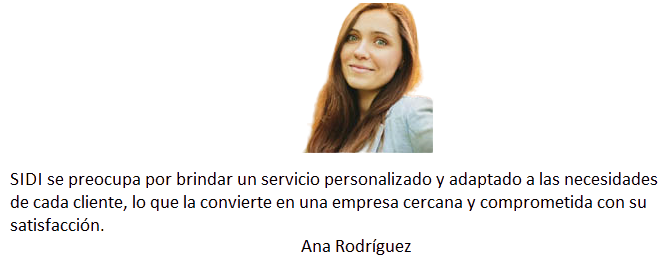 SIDI se preocupa por brindar un servicio personalizado y adaptado a las necesidades
de cada cliente, lo que la convierte en una empresa cercana y comprometida con su
satisfacción.
Ana Rodríguez